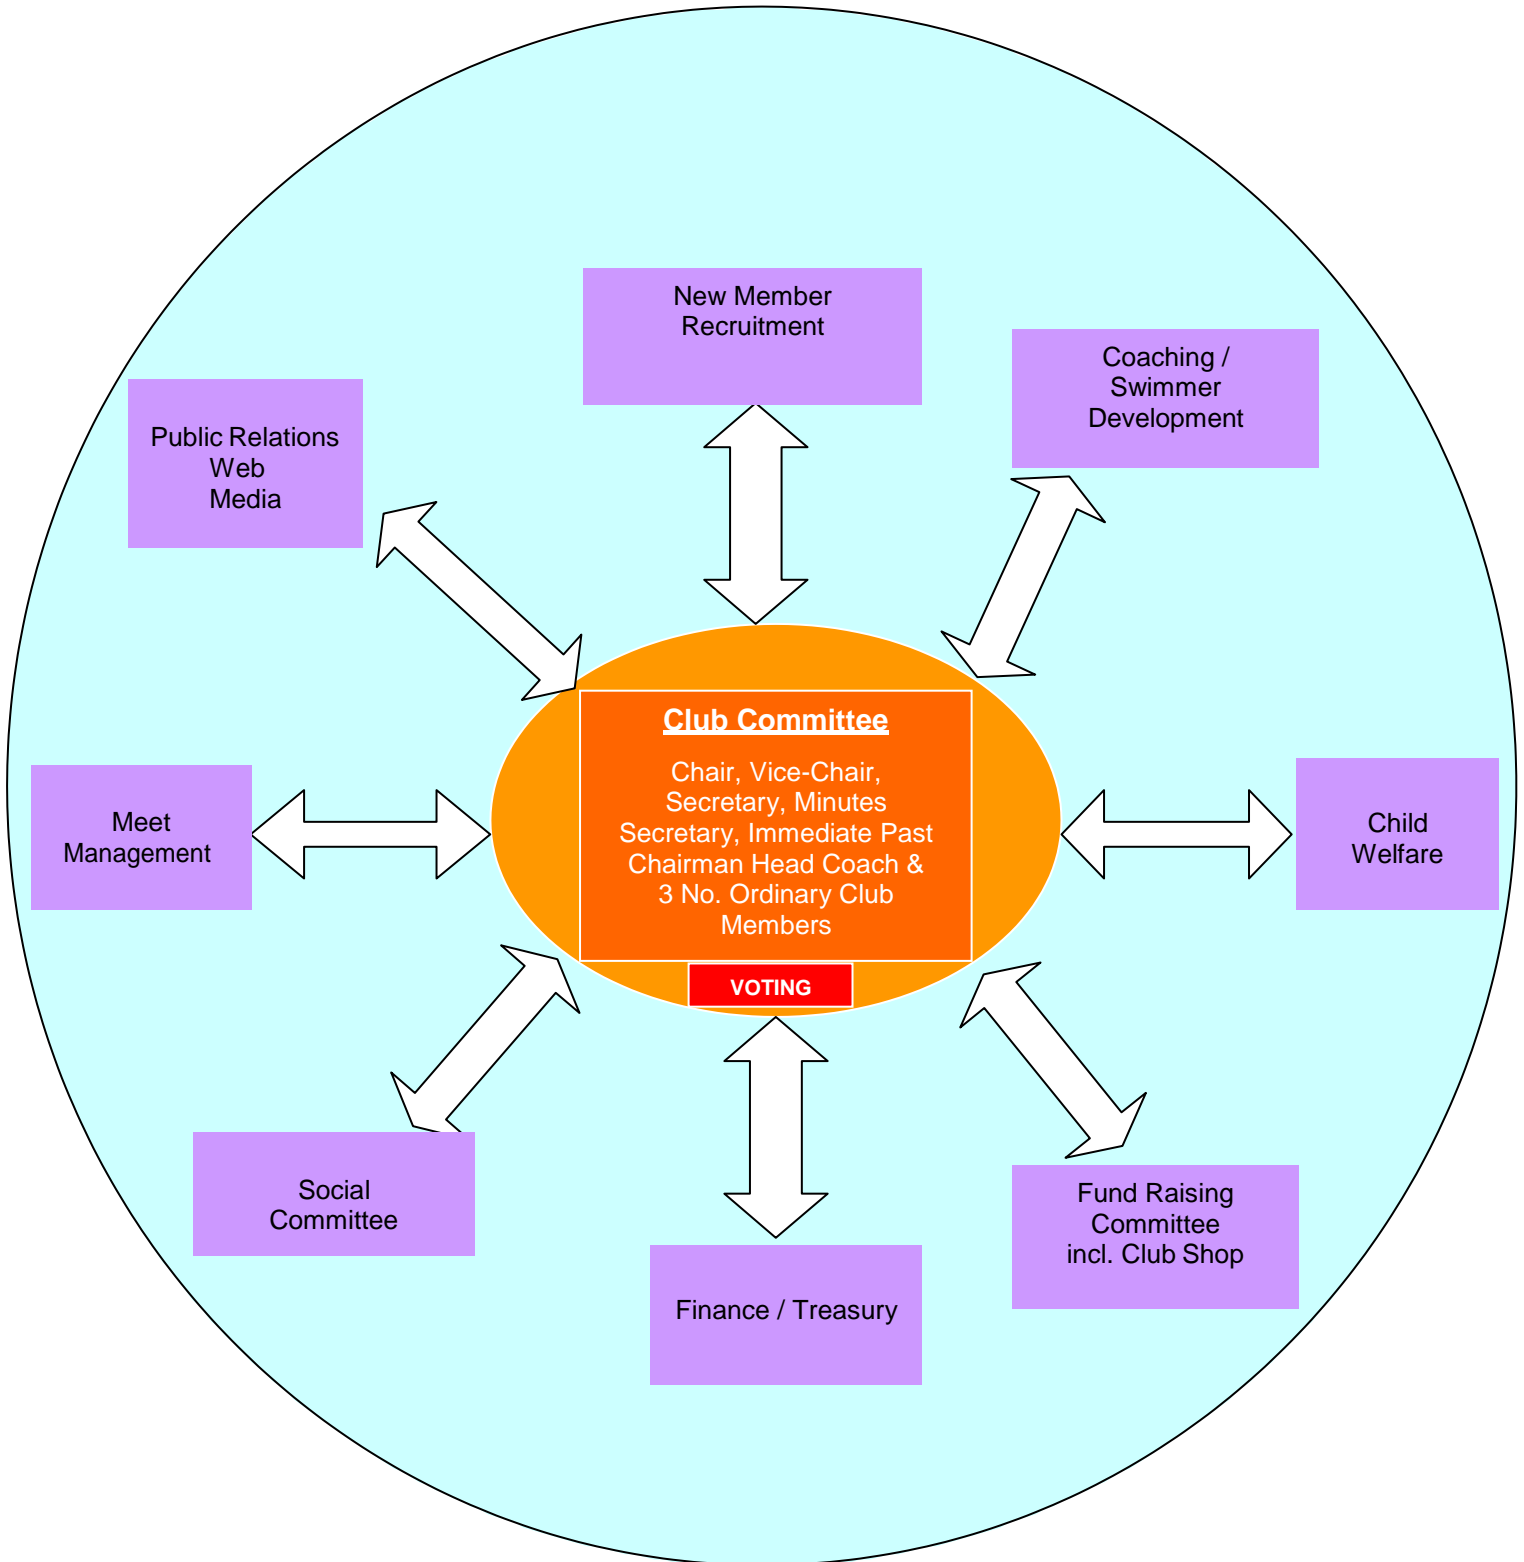 New Member
Recruitment
Coaching /
Swimmer
Development
Public Relations
Web
Media
Club Committee
Chair, Vice-Chair,
Secretary, Minutes
Secretary, Immediate Past
Chairman Head Coach &
3 No. Ordinary Club
Members
VOTING
Meet
Management
Child
Welfare
Social
Committee
Fund Raising
Committee
incl. Club Shop
Finance / Treasury